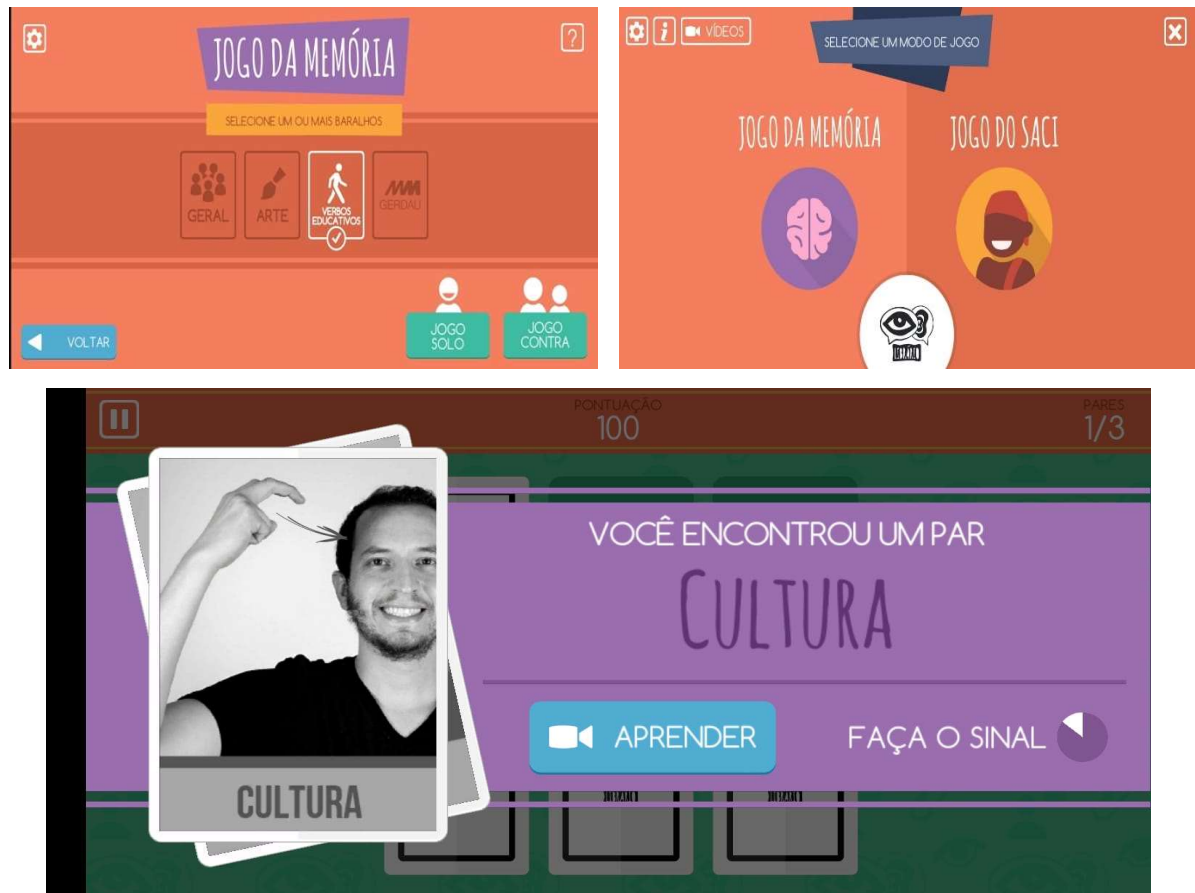 JOGO DA MEMÓRIA
?
SELECIONE UM OU MAIS BARALHOS
GERAL
ARTE
VERBOS
EDUCATIVOS
GERDAU
VOLTAR
JOGO
SOLO
JOGO
CONTRA
i
VÍDEOS
SELECIONE UM MODO DE JOGO
X
JOGO DA MEMÓRIA
JOGO DO SACI
LIBRÁRIO
PONTUAÇÃO
100
PARES
1/3
VOCÊ ENCONTROU UM PAR
CULTURA
APRENDER
FAÇA O SINAL
CULTURA